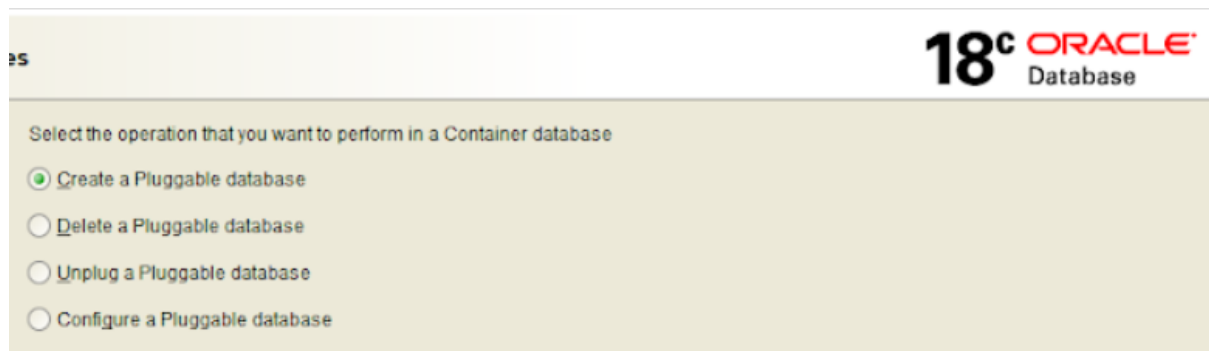 es
18c ORACLE
Database
Select the operation that you want to perform in a Container database
Create a Pluggable database
Delete a Pluggable database
Unplug a Pluggable database
Configure a Pluggable database